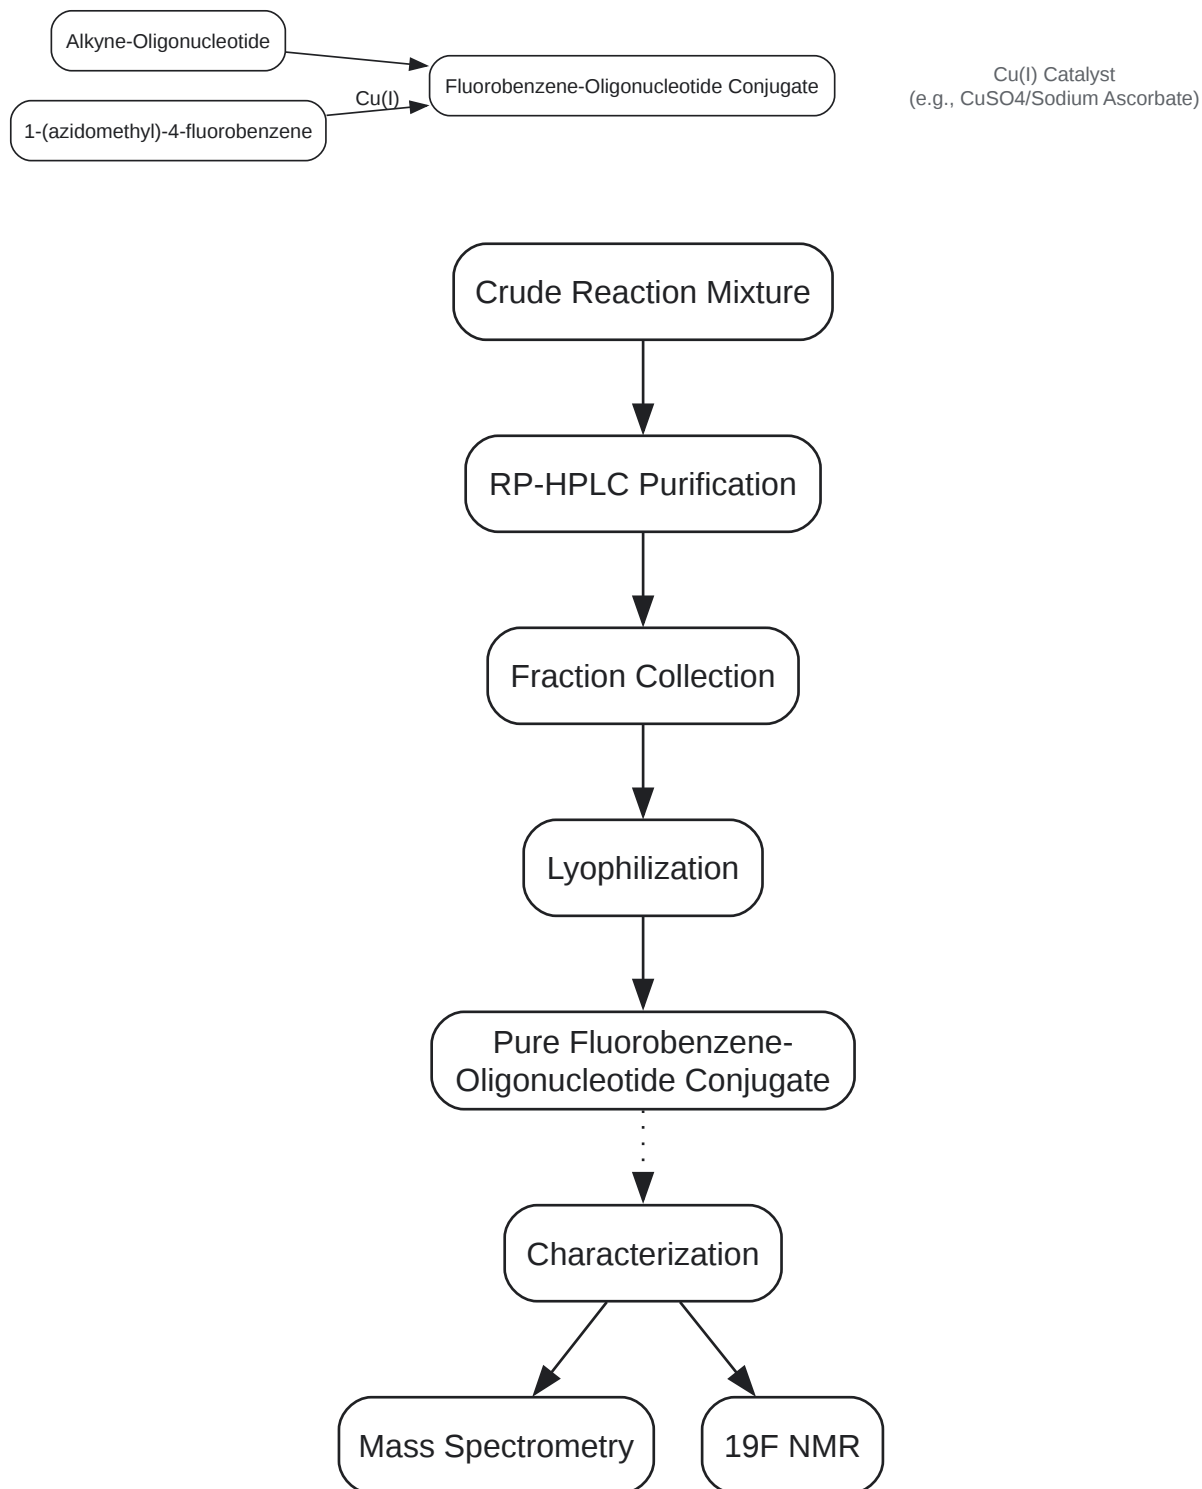 Alkyne-Oligonucleotide
1-(azidomethyl)-4-fluorobenzene
Cu(I)
Fluorobenzene-Oligonucleotide Conjugate
Cu(I) Catalyst
(e.g., CuSO4/Sodium Ascorbate)
Crude Reaction Mixture
RP-HPLC Purification
Fraction Collection
Lyophilization
Pure Fluorobenzene-
Oligonucleotide Conjugate
Characterization
Mass Spectrometry
19F NMR